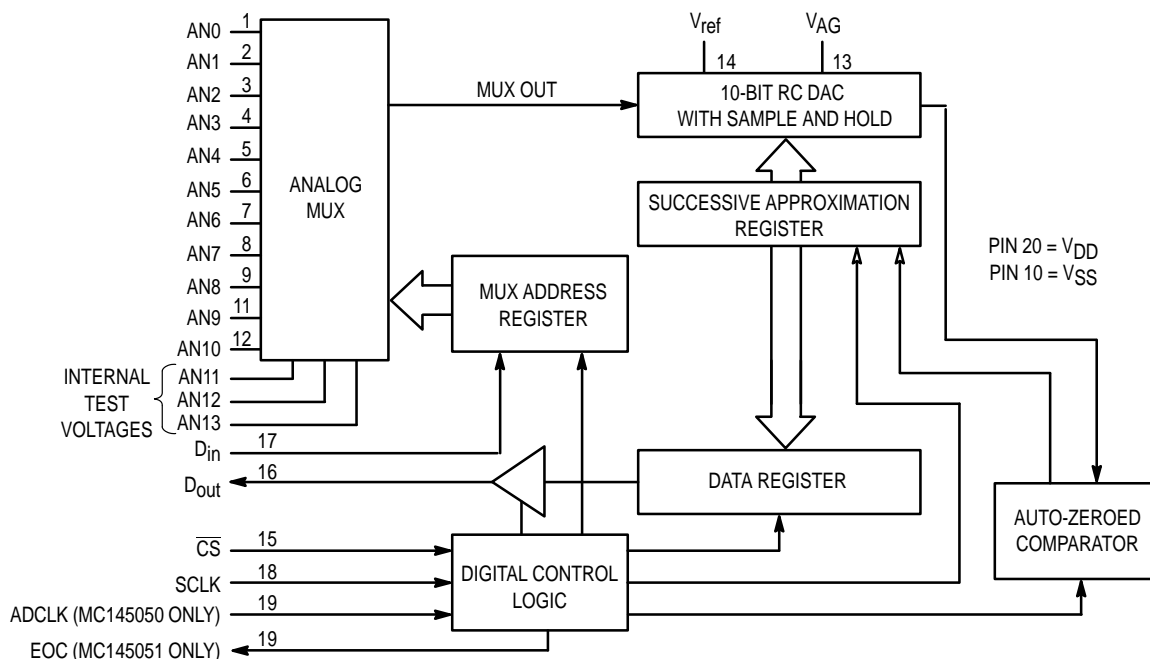 AN0 1
AN1 2
AN2 3
AN3 4
AN4 5
AN5 6
AN6 7
AN7 8
AN8 9
AN9 11
AN10 12
INTERNAL
TEST
VOLTAGES
AN11
AN12
AN13
Din 17
Dout 16
CS 15
SCLK 18
ADCLK (MC145050 ONLY) 19
EOC (MC145051 ONLY) 19
ANALOG
MUX
MUX OUT
Vref
14
VAG
13
10-BIT RC DAC
WITH SAMPLE AND HOLD
SUCCESSIVE APPROXIMATION
REGISTER
PIN 20 = VDD
PIN 10 = VSS
MUX ADDRESS
REGISTER
DATA REGISTER
DIGITAL CONTROL
LOGIC
AUTO-ZEROED
COMPARATOR